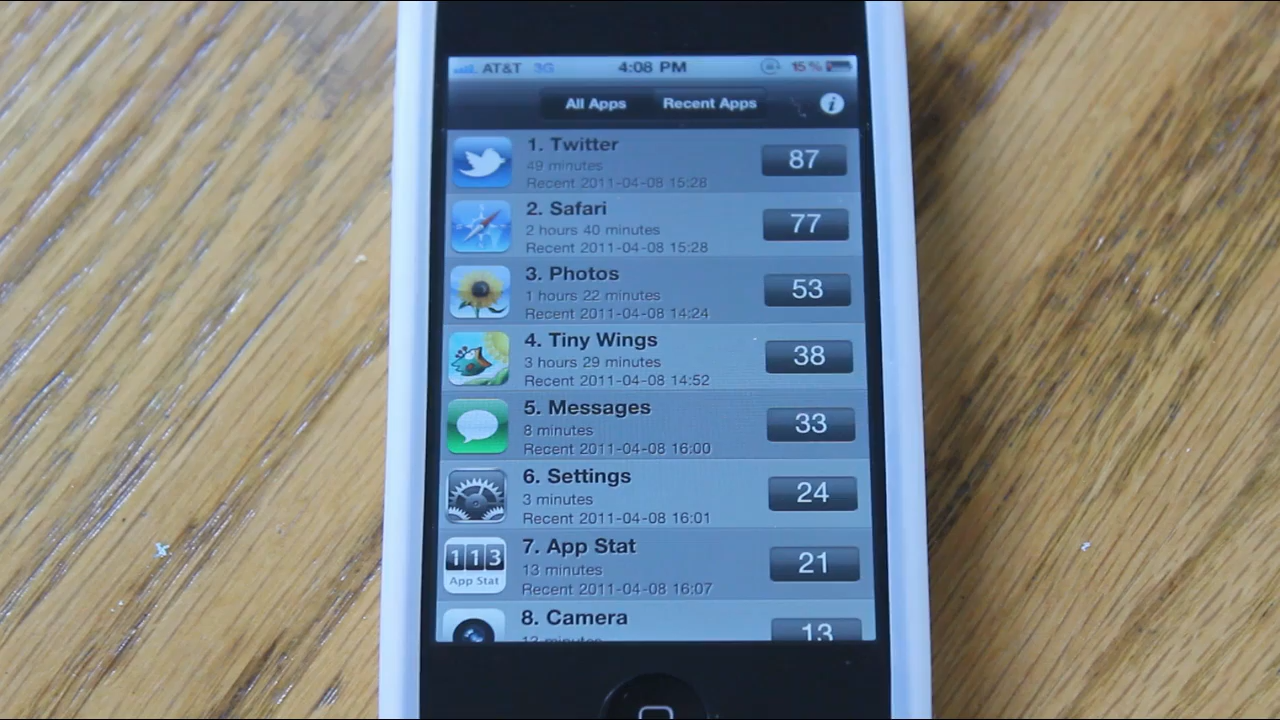 AT&T 3G 4:08 PM 15%
All Apps Recent Apps i
1. Twitter
49 minutes
Recent 2011-04-08 15:28
87
2. Safari
2 hours 40 minutes
Recent 2011-04-08 15:28
77
3. Photos
1 hours 22 minutes
Recent 2011-04-08 14:24
53
4. Tiny Wings
3 hours 29 minutes
Recent 2011-04-08 14:52
38
5. Messages
8 minutes
Recent 2011-04-08 16:00
33
6. Settings
3 minutes
Recent 2011-04-08 16:01
24
113
App Stat
7. App Stat
13 minutes
Recent 2011-04-08 16:07
21
8. Camera
minutes
13